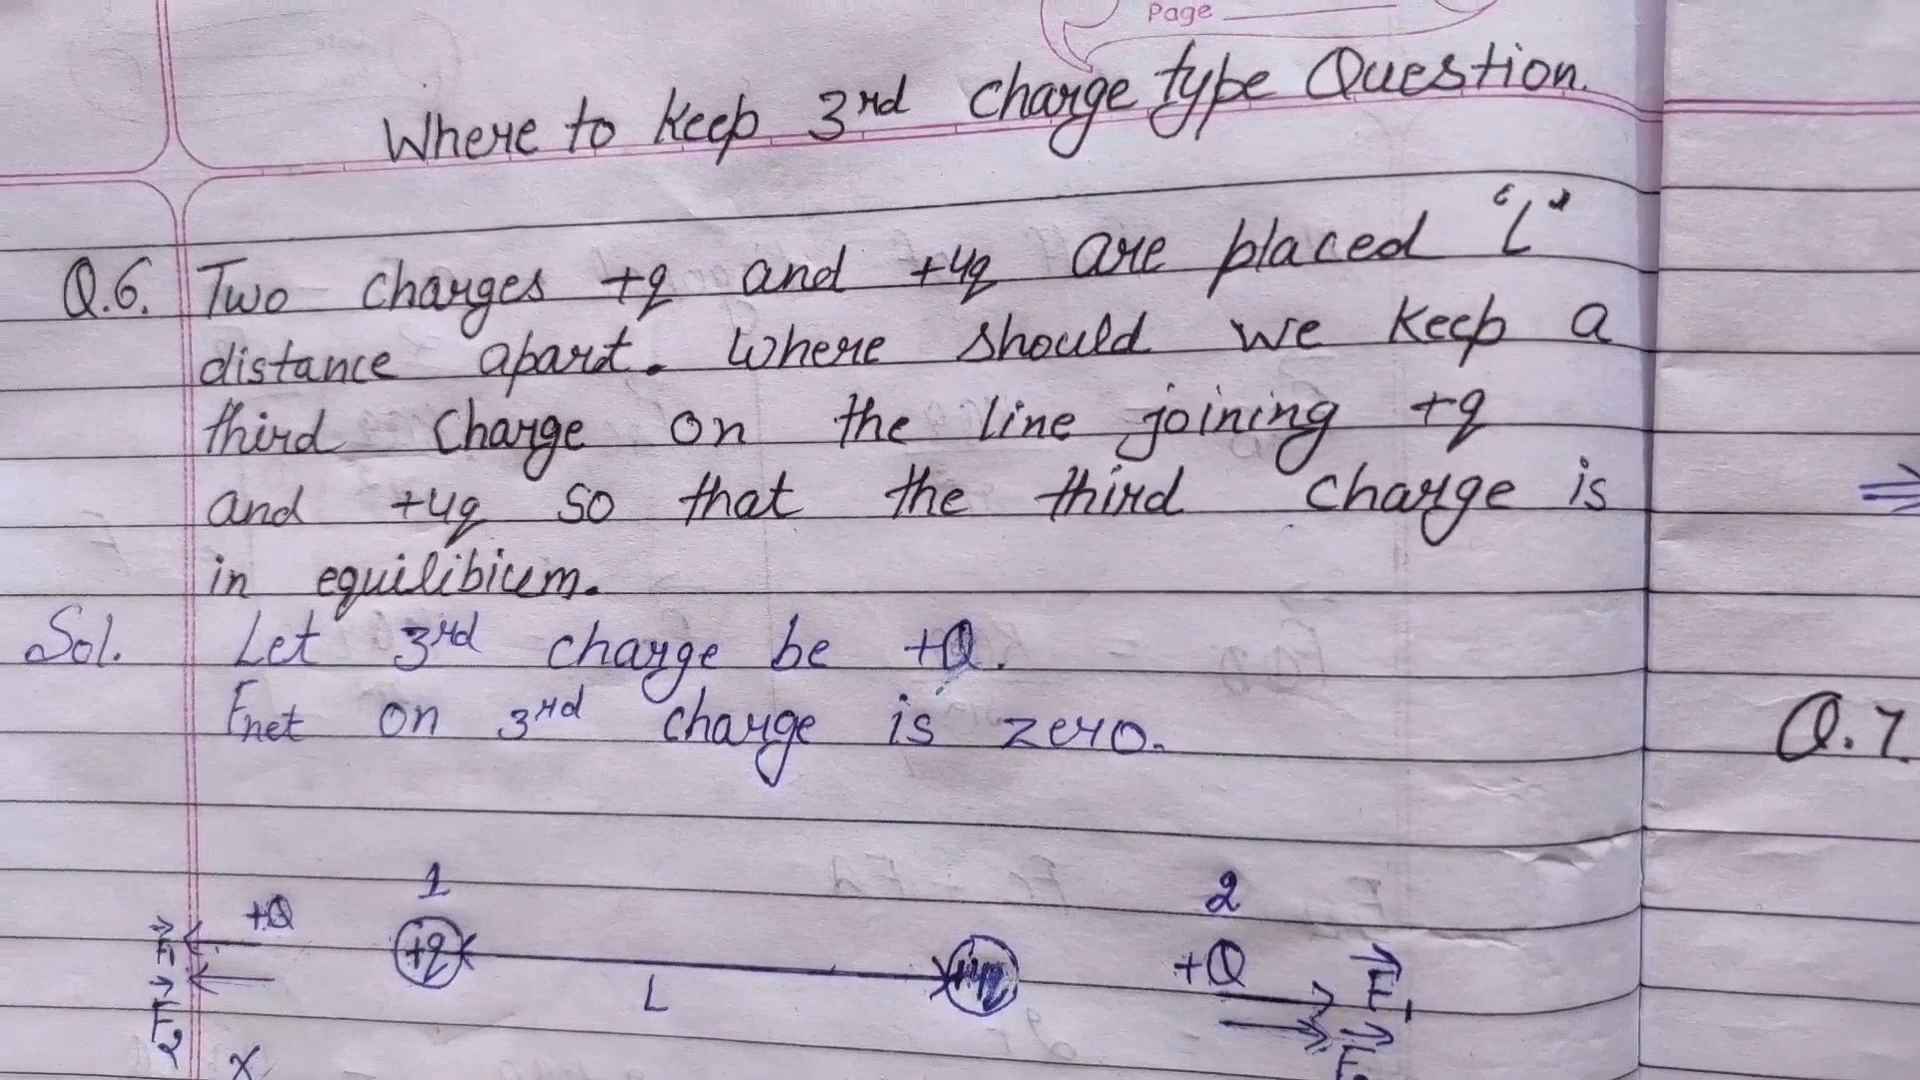 Page
Where to keep 3rd charge type Question.
Q.6. Two charges +q and +4q are placed "L"
distance apart. Where should we keep a
third charge on the line joining +q
and +4q so that the third charge is
in equilibium.
Sol. Let 3rd charge be +Q.
Fnet on 3rd charge is zero.
Q.7.
1 2
+Q +q +4q +Q
F1 L F1
F2
X